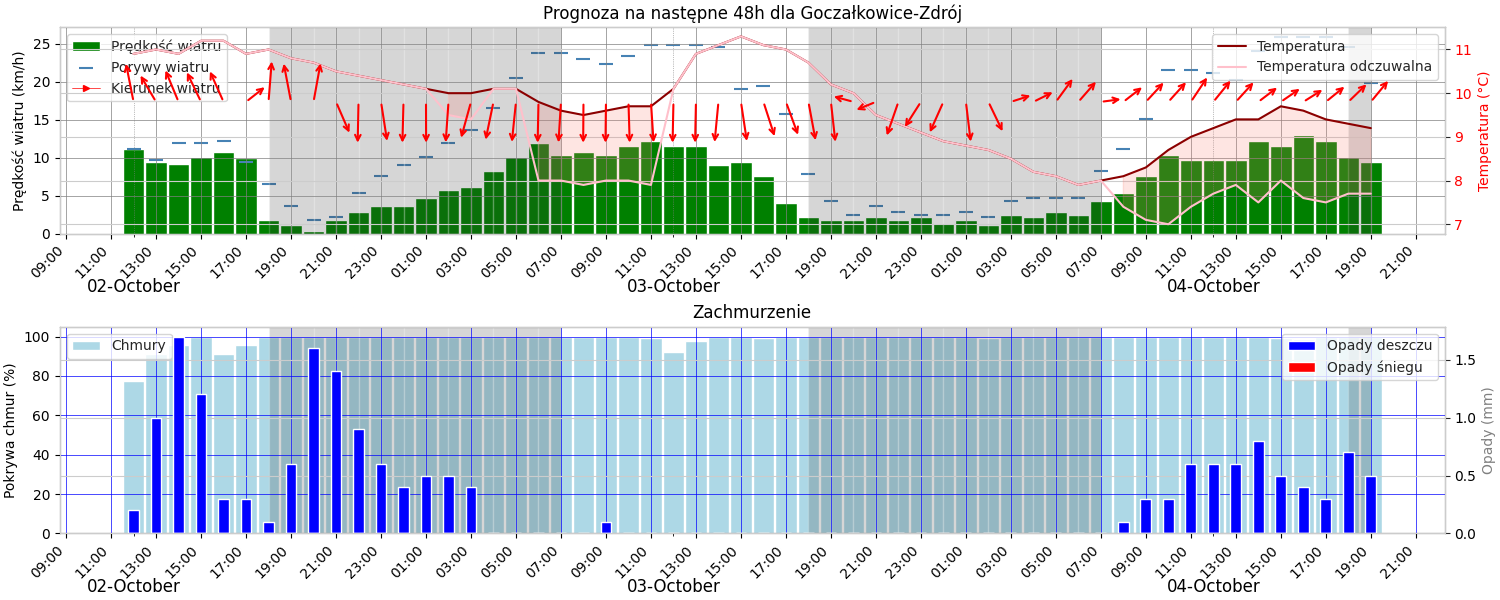 Prognoza na następne 48h dla Goczałkowice-Zdrój
Prędkość wiatru (km/h)
25
20
15
10
5
0
Prędkość wiatru
Porywy wiatru
Kierunek wiatru
Temperatura
Temperatura odczuwalna
11
10
9
8
7
Temperatura (°C)
09:00 11:00 13:00 15:00 17:00 19:00 21:00 23:00 01:00 03:00 05:00 07:00 09:00 11:00 13:00 15:00 17:00 19:00 21:00 23:00 01:00 03:00 05:00 07:00 09:00 11:00 13:00 15:00 17:00 19:00 21:00
02-October 03-October 04-October
Zachmurzenie
Pokrywa chmur (%)
100
80
60
40
20
0
Chmury
Opady deszczu
Opady śniegu
1.5
1.0
0.5
0.0
Opady (mm)
09:00 11:00 13:00 15:00 17:00 19:00 21:00 23:00 01:00 03:00 05:00 07:00 09:00 11:00 13:00 15:00 17:00 19:00 21:00 23:00 01:00 03:00 05:00 07:00 09:00 11:00 13:00 15:00 17:00 19:00 21:00
02-October 03-October 04-October